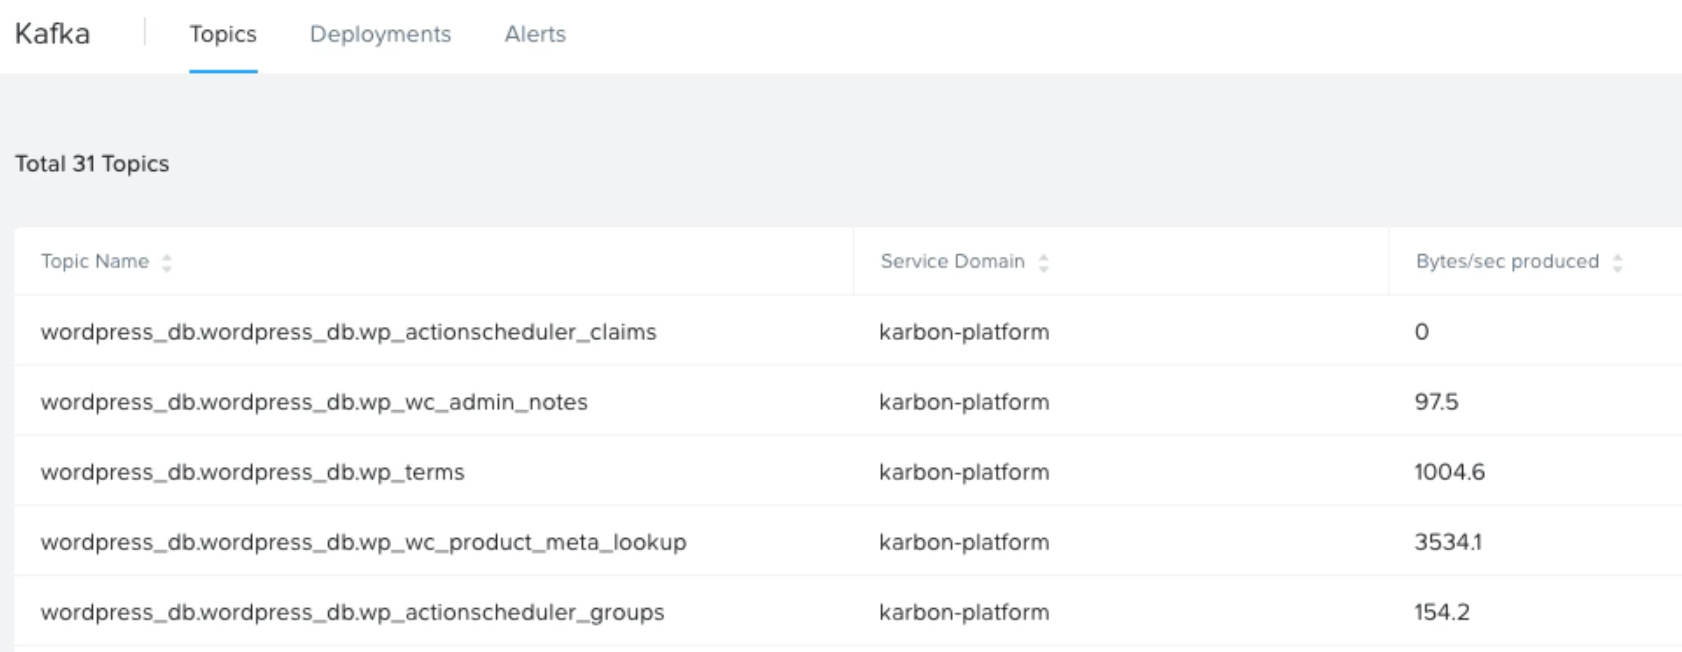 Kafka Topics Deployments Alerts
Total 31 Topics
Topic Name Service Domain Bytes/sec produced
wordpress_db.wordpress_db.wp_actionscheduler_claims karbon-platform 0
wordpress_db.wordpress_db.wp_wc_admin_notes karbon-platform 97.5
wordpress_db.wordpress_db.wp_terms karbon-platform 1004.6
wordpress_db.wordpress_db.wp_wc_product_meta_lookup karbon-platform 3534.1
wordpress_db.wordpress_db.wp_actionscheduler_groups karbon-platform 154.2